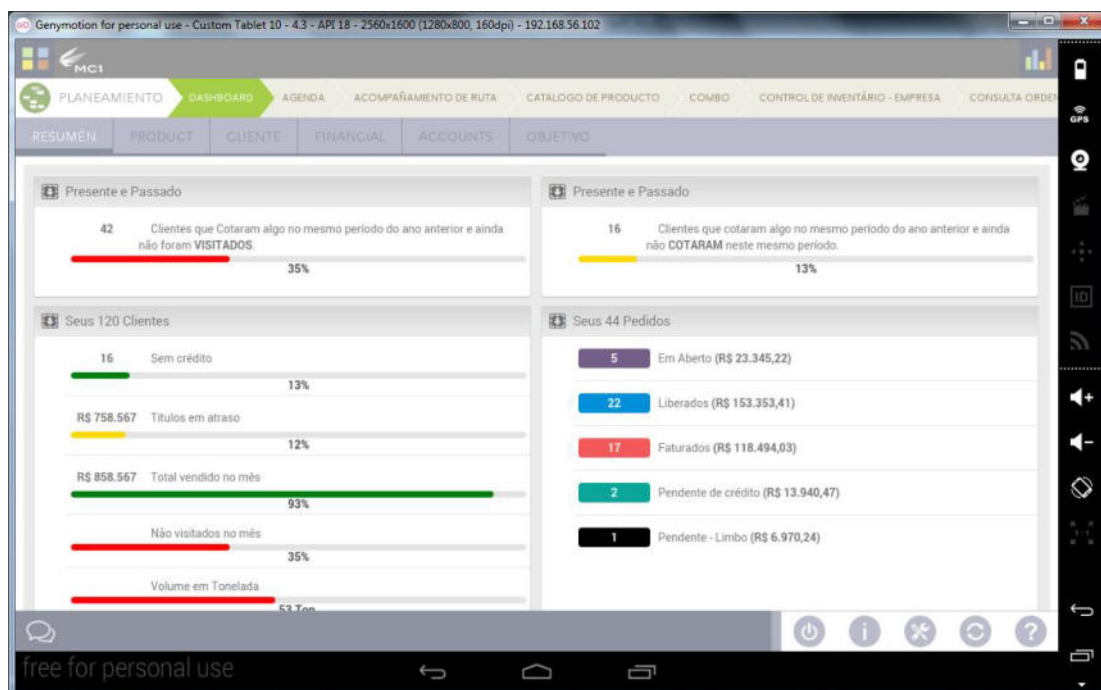 Genymotion for personal use - Custom Tablet 10 - 4.3 - API 18 - 2560x1600 (1280x800, 160dpi) - 192.168.56.102
MC1
PLANEAMIENTO DASHBOARD AGENDA ACOMPAÑAMIENTO DE RUTA CATALOGO DE PRODUCTO COMBO CONTROL DE INVENTÁRIO - EMPRESA CONSULTA ORDEN
GPS
RESUMÉN PRODUCT CLIENTE FINANCIAL ACCOUNTS OBJETIVO
Presente e Passado
42 Clientes que Cotaram algo no mesmo período do ano anterior e ainda
não foram VISITADOS.
35%
Presente e Passado
16 Clientes que cotaram algo no mesmo período do ano anterior e ainda
não COTARAM neste mesmo período.
13%
Seus 120 Clientes
16 Sem crédito
13%
R$ 758.567 Títulos em atraso
12%
R$ 858.567 Total vendido no mês
93%
Não visitados no mês
35%
Volume em Tonelada
53 Ton
Seus 44 Pedidos
5 Em Aberto (R$ 23.345,22)
22 Liberados (R$ 153.353,41)
17 Faturados (R$ 118.494,03)
2 Pendente de crédito (R$ 13.940,47)
1 Pendente - Limbo (R$ 6.970,24)
ID
1:1
free for personal use